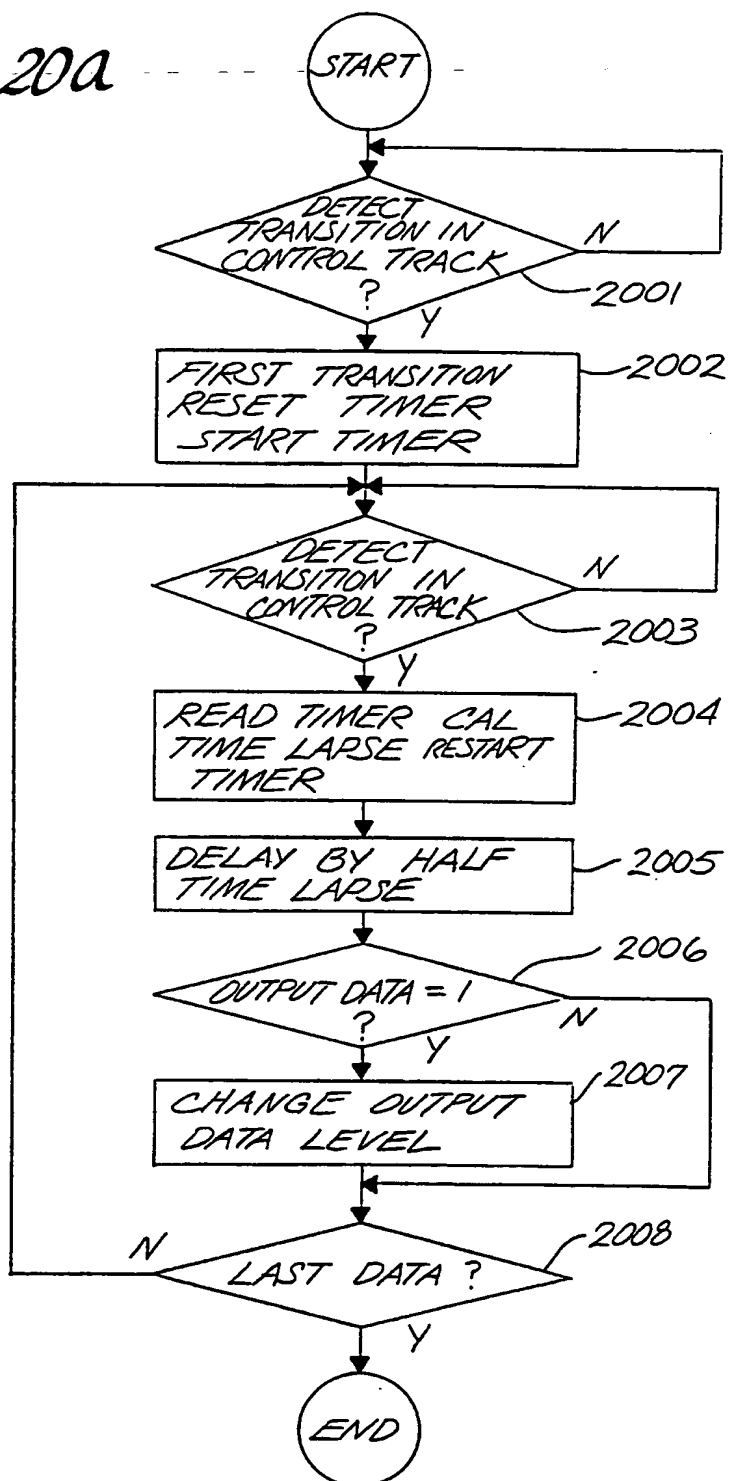 20a
START
DETECT
TRANSITION IN
CONTROL TRACK
?
N
2001
Y
FIRST TRANSITION
RESET TIMER
START TIMER
2002
DETECT
TRANSITION IN
CONTROL TRACK
?
N
2003
Y
READ TIMER CAL
TIME LAPSE RESTART
TIMER
2004
DELAY BY HALF
TIME LAPSE
2005
2006
OUTPUT DATA = 1
?
N
Y
2007
CHANGE OUTPUT
DATA LEVEL
N
2008
LAST DATA ?
Y
END